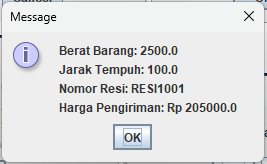 Message
Berat Barang: 2500.0
Jarak Tempuh: 100.0
Nomor Resi: RESI1001
Harga Pengiriman: Rp 205000.0
OK